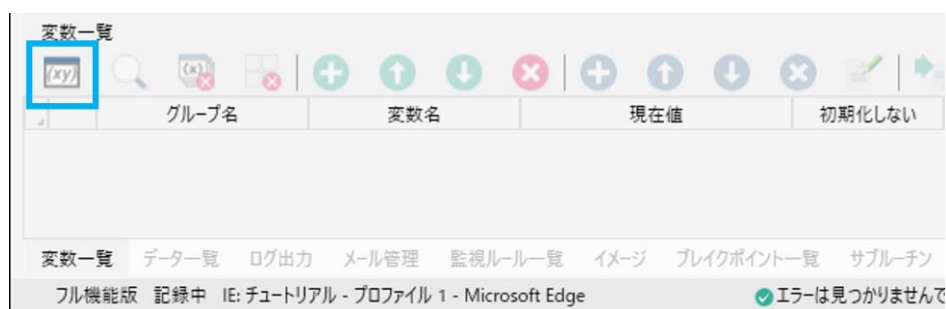 変数一覧
(xy) (x)
グループ名 変数名 現在値 初期化しない
変数一覧 データ一覧 ログ出力 メール管理 監視ルール一覧 イメージ ブレイクポイント一覧 サブルーチン
フル機能版 記録中 IE: チュートリアル - プロファイル 1 - Microsoft Edge エラーは見つかりませんで